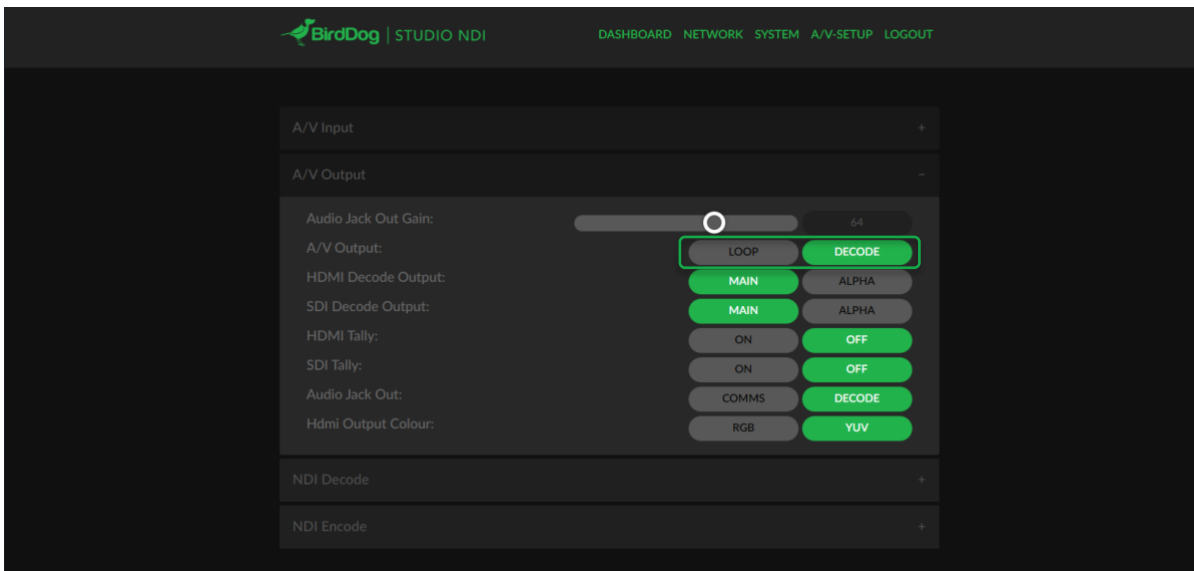 BirdDog | STUDIO NDI DASHBOARD NETWORK SYSTEM A/V-SETUP LOGOUT
A/V Input +
A/V Output -
Audio Jack Out Gain: 64
A/V Output: LOOP DECODE
HDMI Decode Output: MAIN ALPHA
SDI Decode Output: MAIN ALPHA
HDMI Tally: ON OFF
SDI Tally: ON OFF
Audio Jack Out: COMMS DECODE
Hdmi Output Colour: RGB YUV
NDI Decode +
NDI Encode +